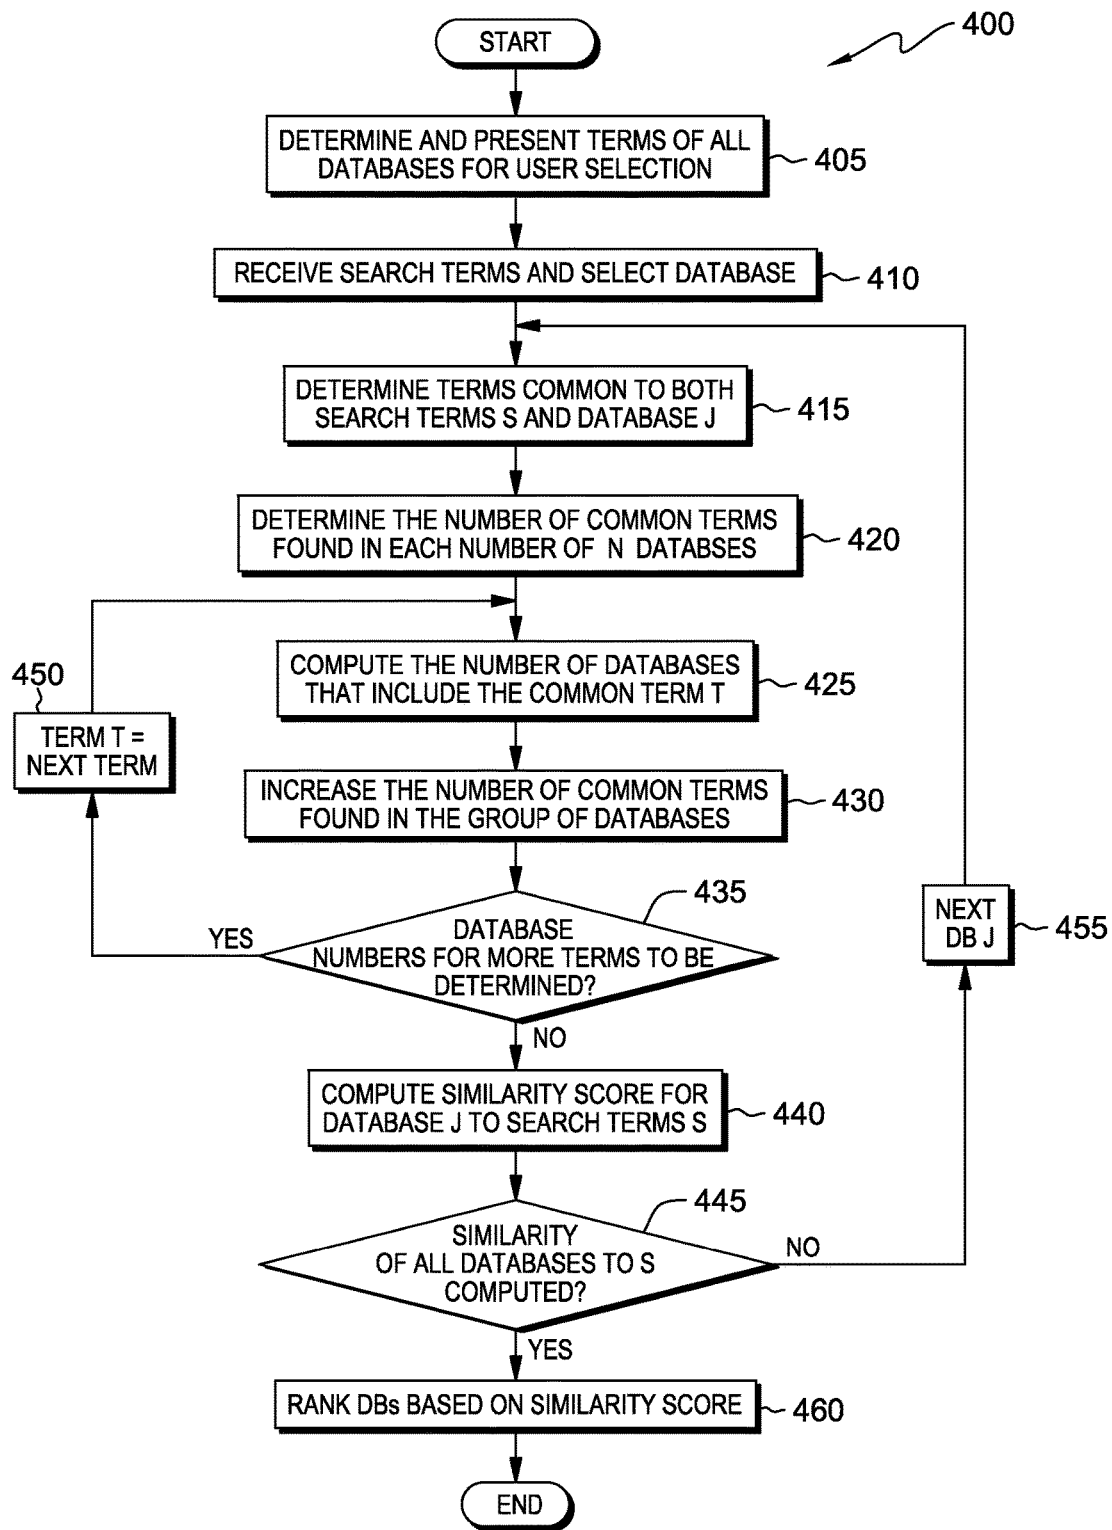 START
400
DETERMINE AND PRESENT TERMS OF ALL
DATABASES FOR USER SELECTION
405
RECEIVE SEARCH TERMS AND SELECT DATABASE
410
DETERMINE TERMS COMMON TO BOTH
SEARCH TERMS S AND DATABASE J
415
DETERMINE THE NUMBER OF COMMON TERMS
FOUND IN EACH NUMBER OF N DATABSES
420
COMPUTE THE NUMBER OF DATABASES
THAT INCLUDE THE COMMON TERM T
425
450
TERM T =
NEXT TERM
INCREASE THE NUMBER OF COMMON TERMS
FOUND IN THE GROUP OF DATABASES
430
435
YES
DATABASE
NUMBERS FOR MORE TERMS TO BE
DETERMINED?
NEXT
DB J
455
NO
COMPUTE SIMILARITY SCORE FOR
DATABASE J TO SEARCH TERMS S
440
445
SIMILARITY
OF ALL DATABASES TO S
COMPUTED?
NO
YES
RANK DBs BASED ON SIMILARITY SCORE
460
END